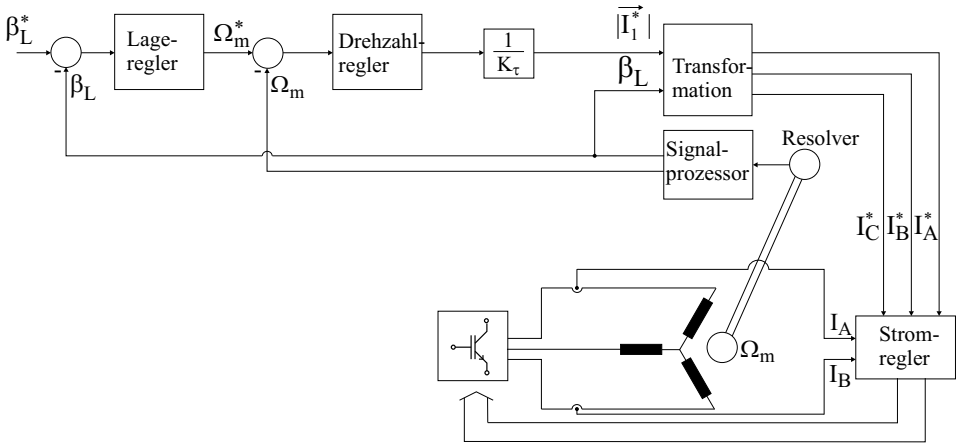 β*L
Lage-
regler
Ω*m
Drehzahl-
regler
1
Kτ
|I*1|
βL
Transfor-
mation
-
βL
-
Ωm
Signal-
prozessor
Resolver
I*C I*B I*A
IA
Ωm
Strom-
regler
IB